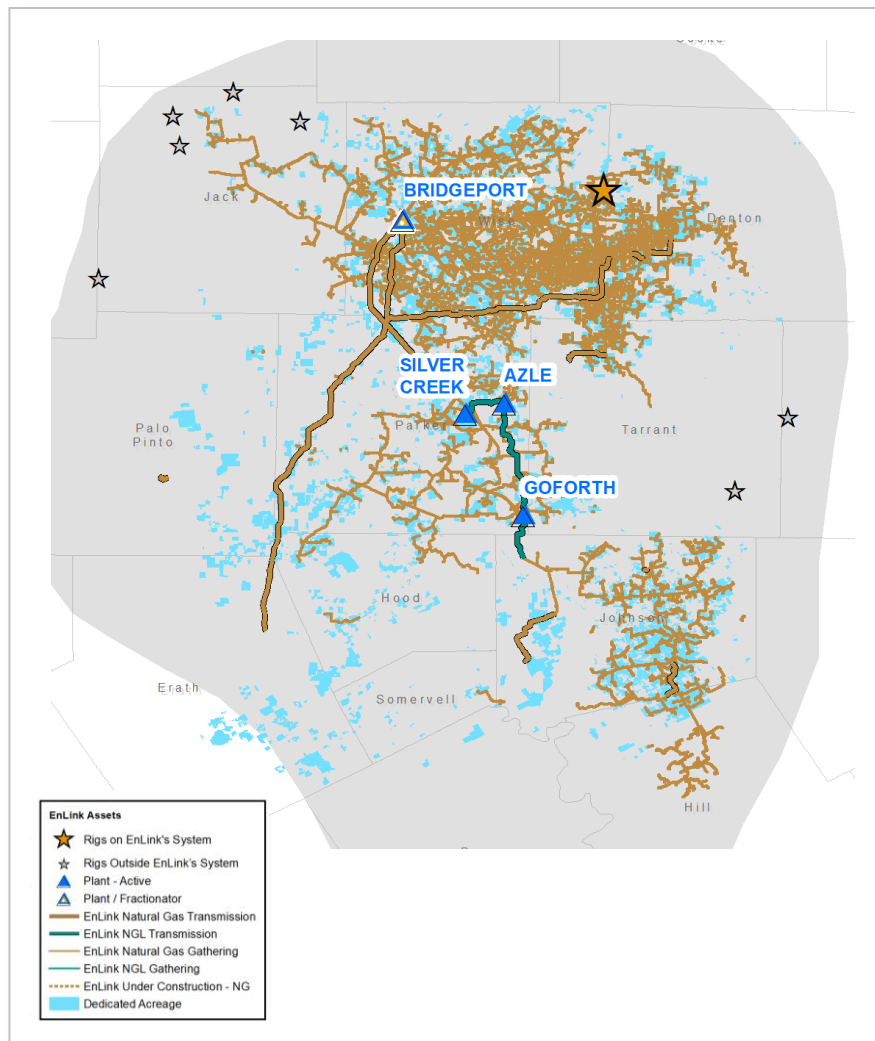 BRIDGEPORT
Jack
Wise
Denton
SILVER
CREEK
AZLE
Parker
Tarrant
Palo
Pinto
GOFORTH
Hood
Johnson
Erath
Somervell
Hill
EnLink Assets
Rigs on EnLink's System
Rigs Outside EnLink's System
Plant - Active
Plant / Fractionator
EnLink Natural Gas Transmission
EnLink NGL Transmission
EnLink Natural Gas Gathering
EnLink NGL Gathering
EnLink Under Construction - NG
Dedicated Acreage